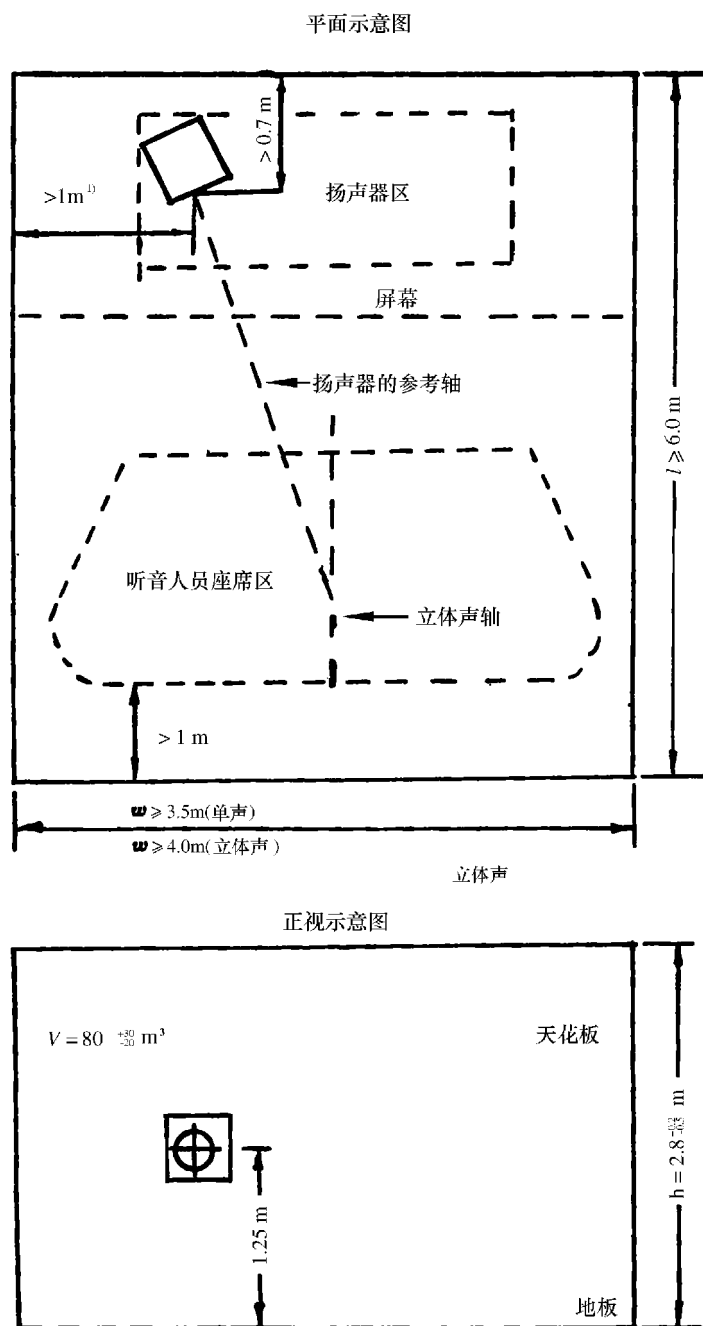 平面示意图
>0.7 m
>1m¹⁾
扬声器区
屏幕
扬声器的参考轴
l ≥ 6.0 m
听音人员座席区
立体声轴
>1 m
w ≥ 3.5m(单声)
w ≥ 4.0m(立体声)
立体声
正视示意图
V = 80 +30 -20 m³
天花板
h = 2.8 m
1.25 m
地板